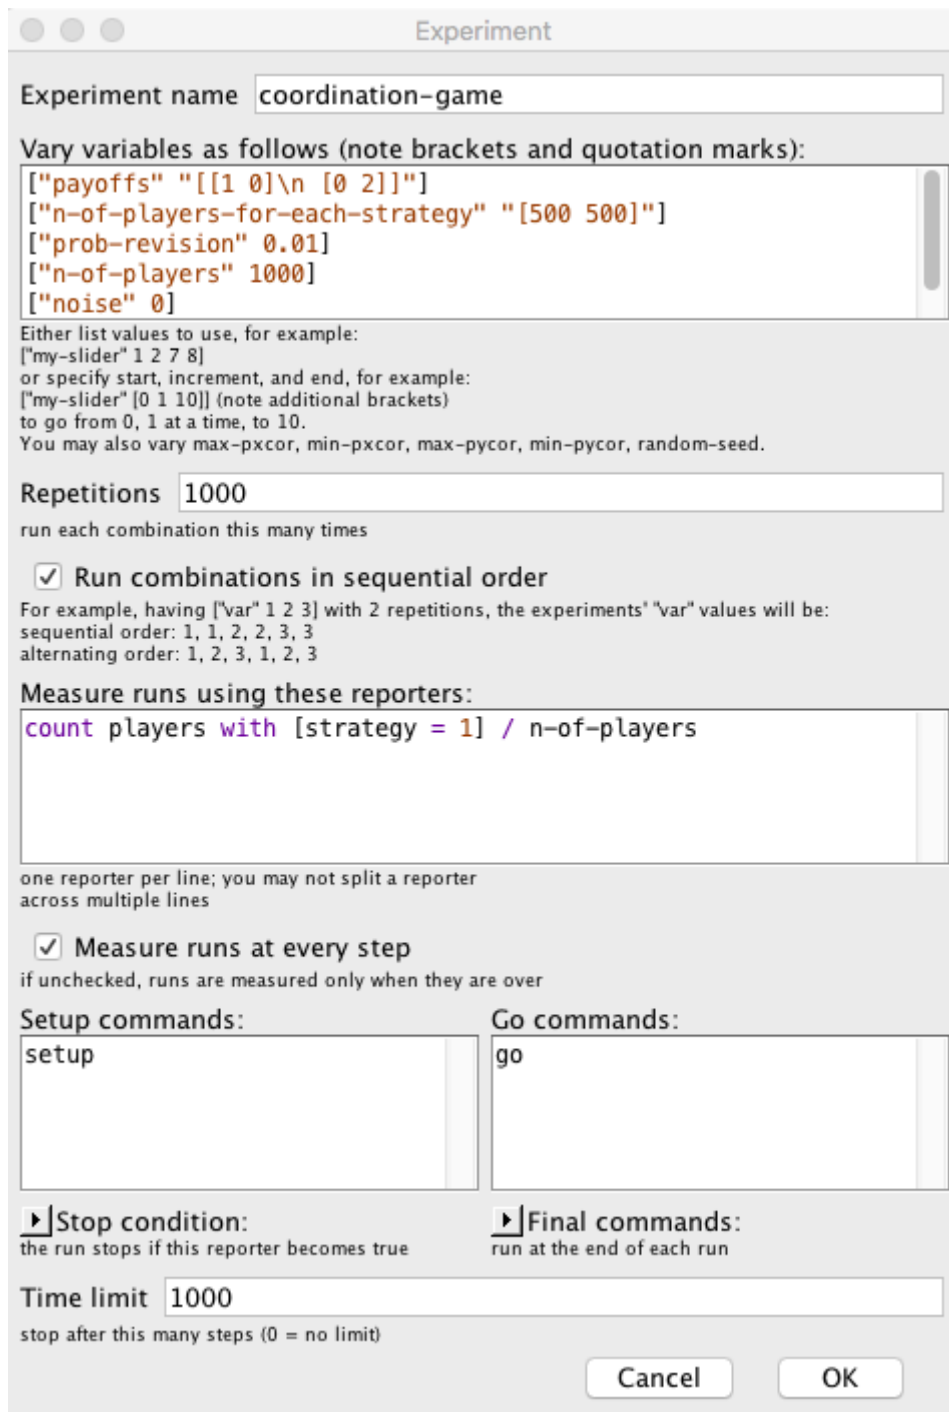 Experiment
Experiment name coordination-game
Vary variables as follows (note brackets and quotation marks):
["payoffs" "[[1 0]\n [0 2]]"]
["n-of-players-for-each-strategy" "[500 500]"]
["prob-revision" 0.01]
["n-of-players" 1000]
["noise" 0]
Either list values to use, for example:
["my-slider" 1 2 7 8]
or specify start, increment, and end, for example:
["my-slider" [0 1 10]] (note additional brackets)
to go from 0, 1 at a time, to 10.
You may also vary max-pxcor, min-pxcor, max-pycor, min-pycor, random-seed.
Repetitions 1000
run each combination this many times
Run combinations in sequential order
For example, having ["var" 1 2 3] with 2 repetitions, the experiments' "var" values will be:
sequential order: 1, 1, 2, 2, 3, 3
alternating order: 1, 2, 3, 1, 2, 3
Measure runs using these reporters:
count players with [strategy = 1] / n-of-players
one reporter per line; you may not split a reporter
across multiple lines
Measure runs at every step
if unchecked, runs are measured only when they are over
Setup commands:
setup
Go commands:
go
Stop condition:
the run stops if this reporter becomes true
Final commands:
run at the end of each run
Time limit 1000
stop after this many steps (0 = no limit)
Cancel
OK